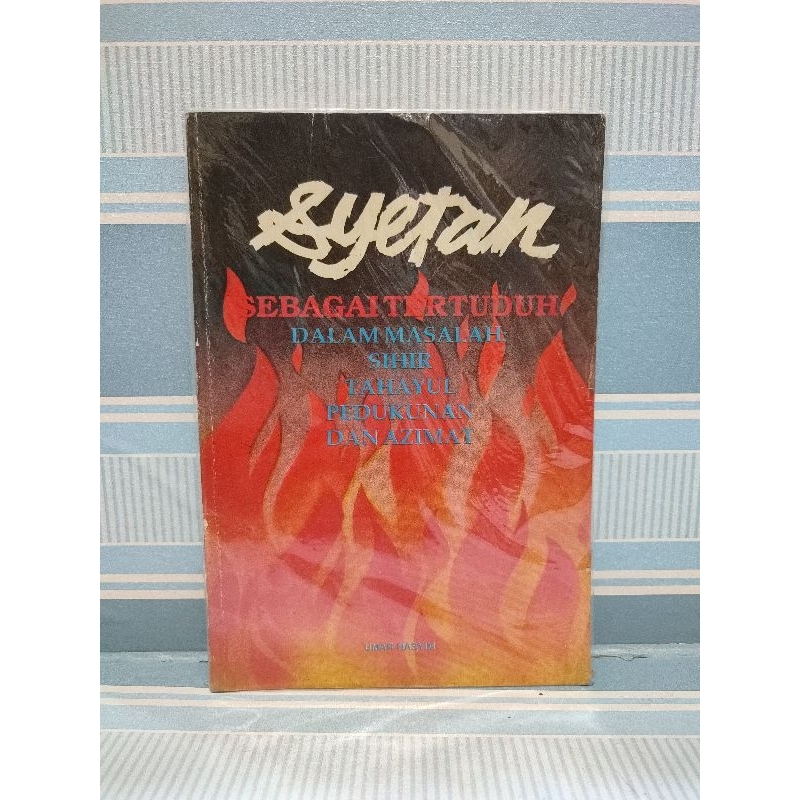 Syetan
SEBAGAI TERTUDUH
DALAM MASALAH
SIHIR
TAHAYUL
PEDUKUNAN
DAN AZIMAT
UMAR HASYIM